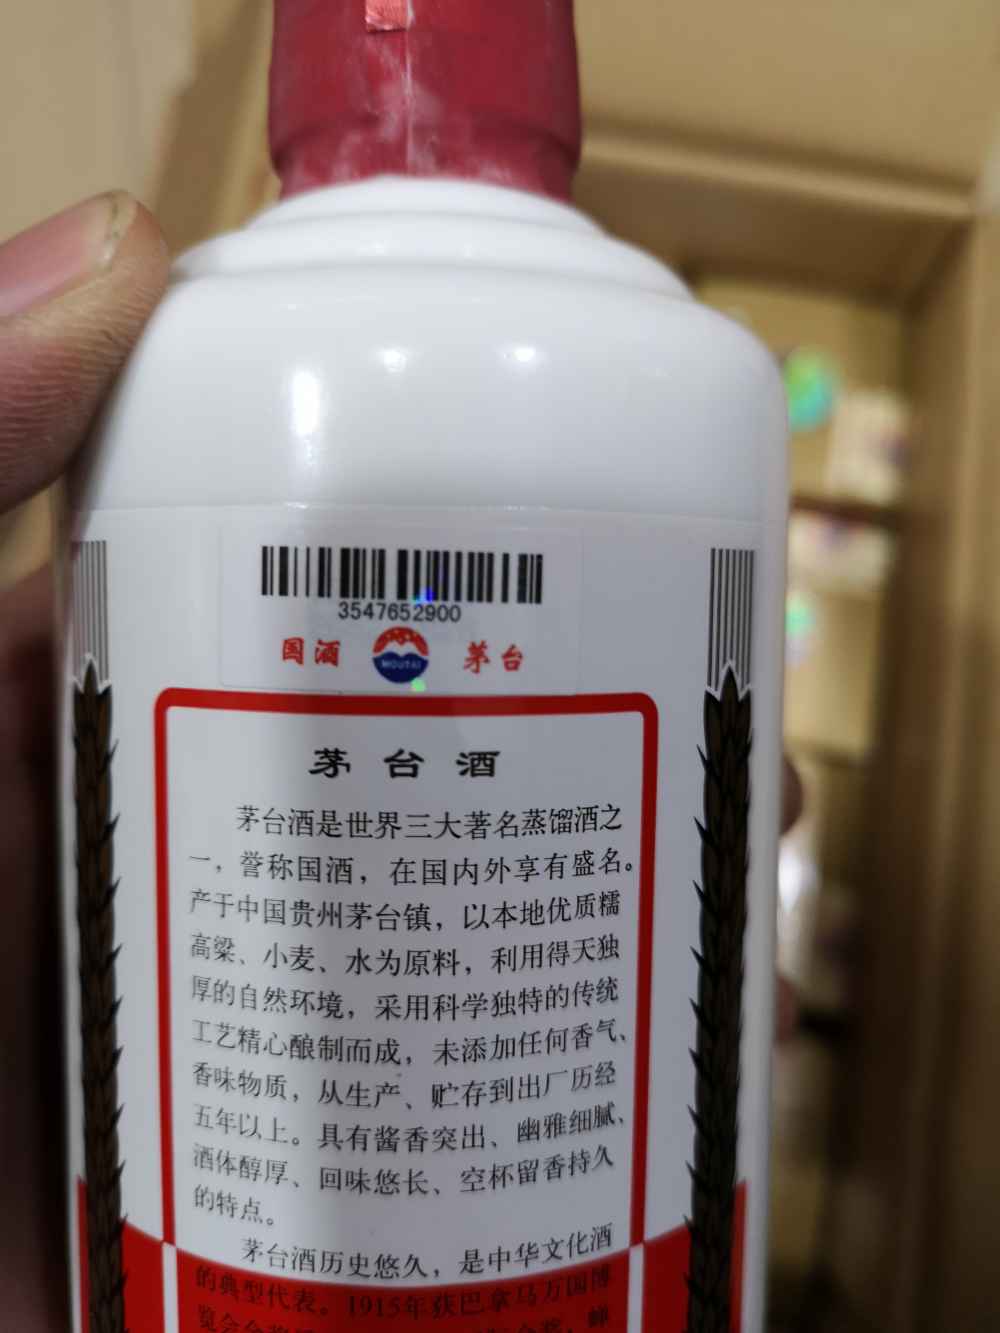 3547652900
国酒 MOUTAI 茅台
茅台酒
茅台酒是世界三大著名蒸馏酒之
一，誉称国酒，在国内外享有盛名。
产于中国贵州茅台镇，以本地优质糯
高粱、小麦、水为原料，利用得天独
厚的自然环境，采用科学独特的传统
工艺精心酿制而成，未添加任何香气、
香味物质，从生产、贮存到出厂历经
五年以上。具有酱香突出、幽雅细腻、
酒体醇厚、回味悠长、空杯留香持久
的特点。
茅台酒历史悠久，是中华文化酒
的典型代表。1915年获巴拿马万国博
览会金奖